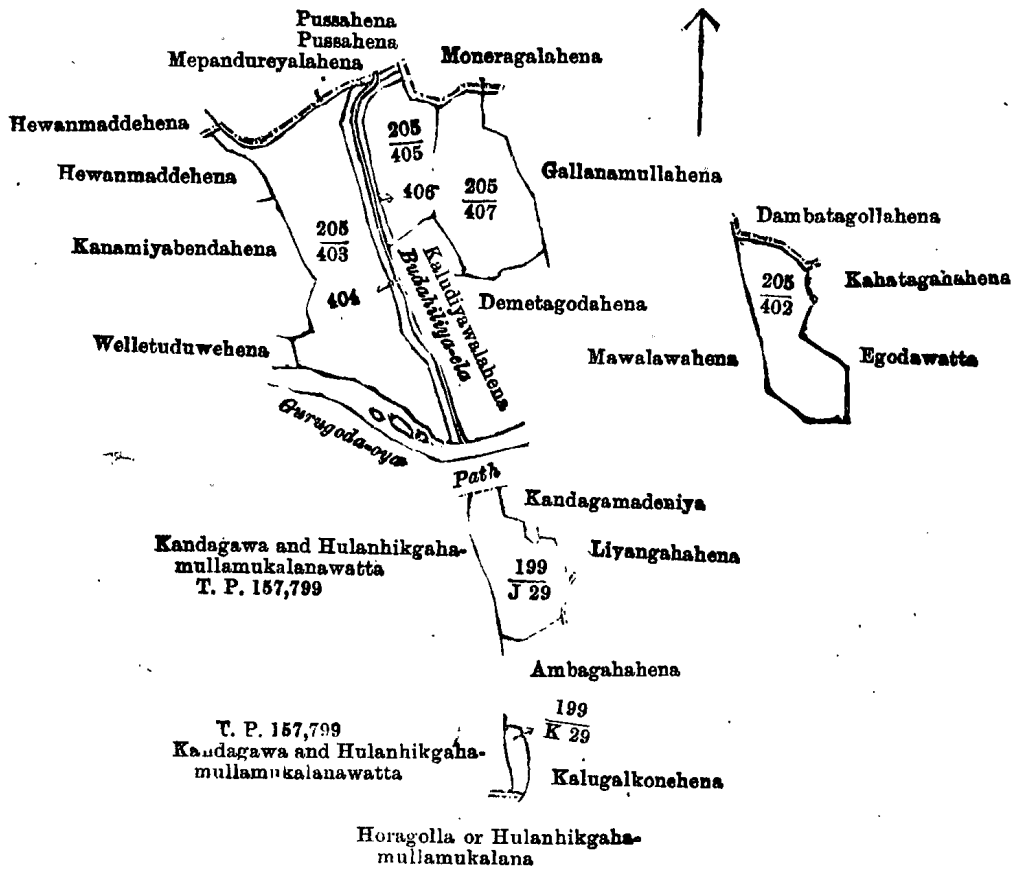 Pussahena
Pussahena
Mepandureyalahena
Moneragalahena
Hewanmaddehena
Hewanmaddehena
205
405
406
205
407
Gallanamullahena
Kanamiyabendahena
205
403
404
Kaludiyawalahena
Budahiliya-ela
Demetagodahena
Welletuduwehena
Gurugoda-oya
Dambatagollahena
205
402
Kahatagahahena
Mawalawahena
Egodawatta
Path
Kandagamadeniya
Kandagawa and Hulanhikgaha-
mullamukalanawatta
T. P. 157,799
Liyangahahena
199
J 29
Ambagahahena
199
K 29
T. P. 157,799
Kandagawa and Hulanhikgaha-
mullamukalanawatta
Kalugalkonehena
Horagolla or Hulanhikgaha-
mullamukalana